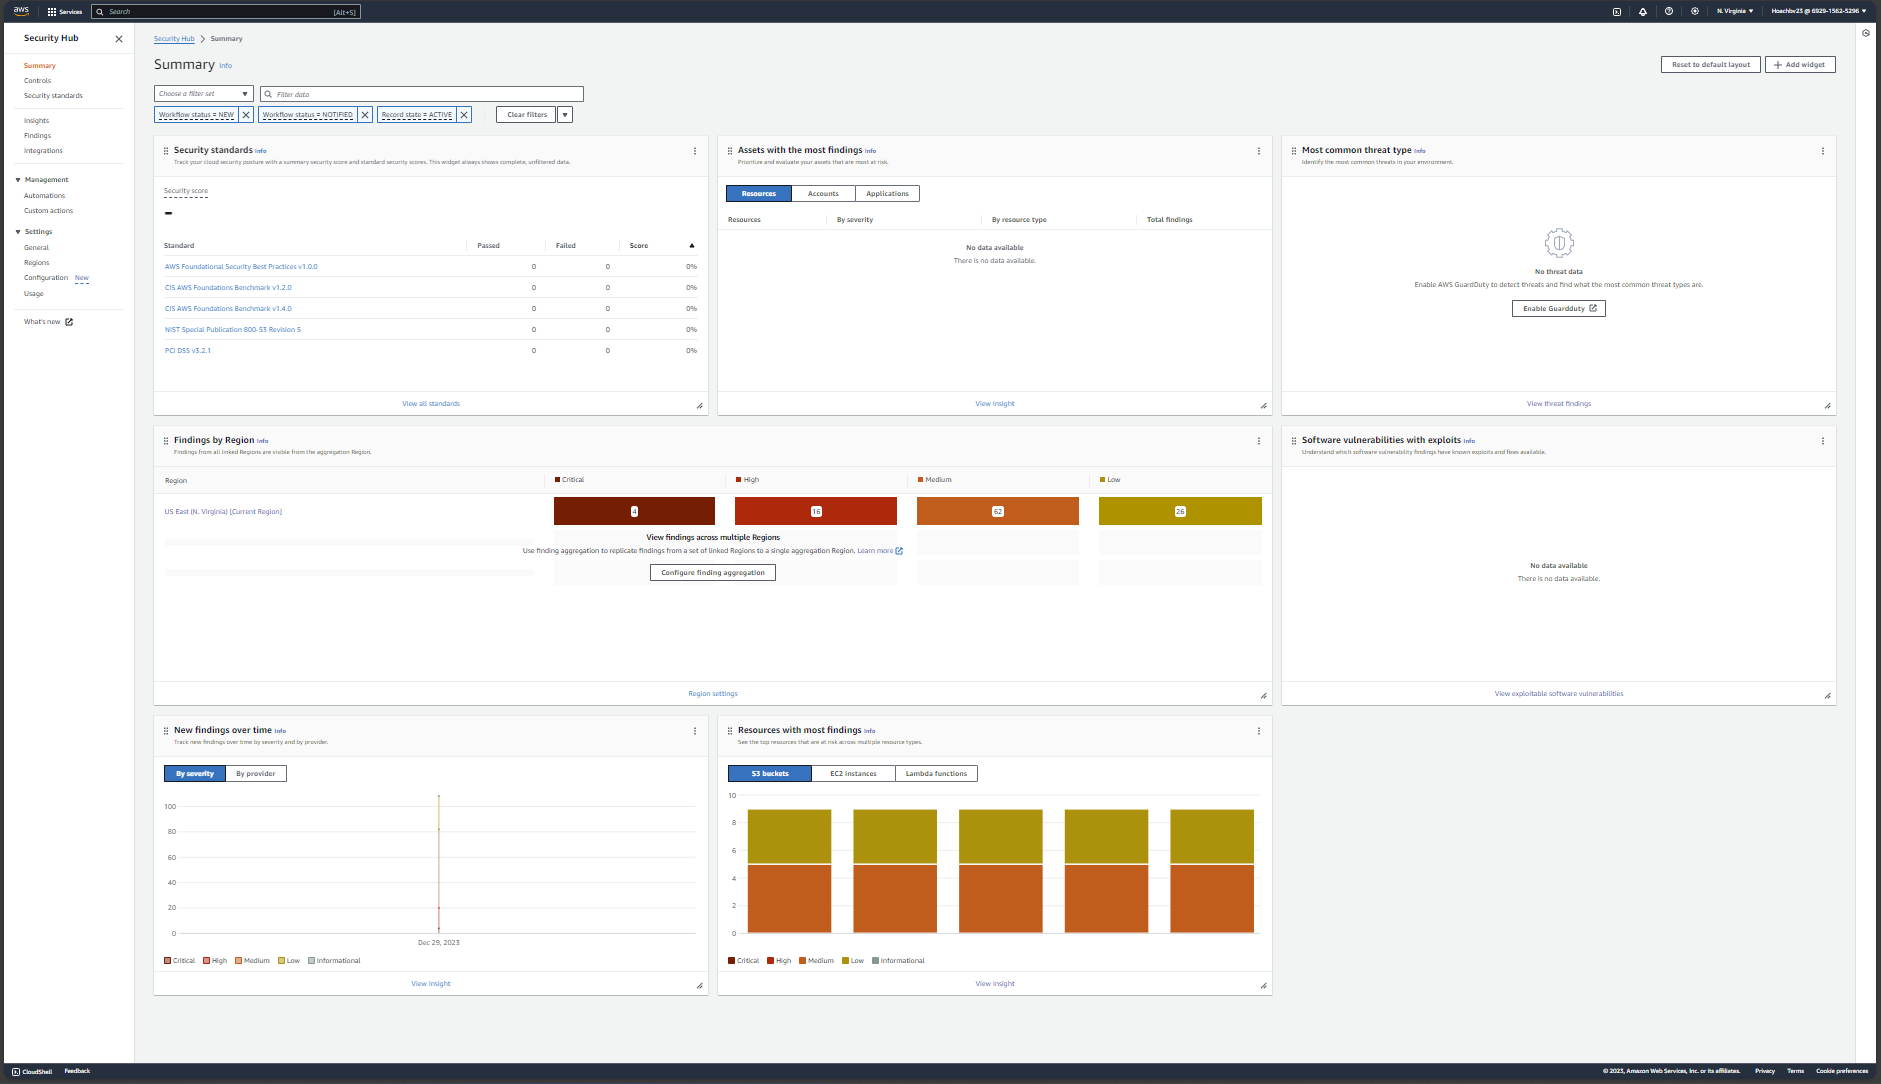 aws
Services
Search [Alt+S]
N. Virginia
Hoachbv23 @ 6929-1562-5296
Security Hub
Summary
Controls
Security standards
Insights
Findings
Integrations
Management
Automations
Custom actions
Settings
General
Regions
Configuration New
Usage
What's new
Security Hub > Summary
Summary Info
Reset to default layout
Add widget
Choose a filter set
Filter data
Workflow status = NEW
Workflow status = NOTIFIED
Record state = ACTIVE
Clear filters
Security standards Info
Track your cloud security posture with a summary security score and standard security scores. This widget always shows complete, unfiltered data.
Security score
–
Standard Passed Failed Score
AWS Foundational Security Best Practices v1.0.0 0 0 0%
CIS AWS Foundations Benchmark v1.2.0 0 0 0%
CIS AWS Foundations Benchmark v1.4.0 0 0 0%
NIST Special Publication 800-53 Revision 5 0 0 0%
PCI DSS v3.2.1 0 0 0%
View all standards
Assets with the most findings Info
Prioritize and evaluate your assets that are most at risk.
Resources Accounts Applications
Resources By severity By resource type Total findings
No data available
There is no data available.
View Insight
Most common threat type Info
Identify the most common threats in your environment.
No threat data
Enable AWS GuardDuty to detect threats and find what the most common threat types are.
Enable Guardduty
View threat findings
Findings by Region Info
Findings from all linked Regions are visible from the aggregation Region.
Region Critical High Medium Low
US East (N. Virginia) [Current Region] 4 16 62 26
View findings across multiple Regions
Use finding aggregation to replicate findings from a set of linked Regions to a single aggregation Region. Learn more
Configure finding aggregation
Region settings
Software vulnerabilities with exploits Info
Understand which software vulnerability findings have known exploits and fixes available.
No data available
There is no data available.
View exploitable software vulnerabilities
New findings over time Info
Track new findings over time by severity and by provider.
By severity By provider
100
80
60
40
20
0
Dec 29, 2023
Critical High Medium Low Informational
View Insight
Resources with most findings Info
See the top resources that are at risk across multiple resource types.
S3 buckets EC2 instances Lambda functions
10
8
6
4
2
0
Critical High Medium Low Informational
View Insight
CloudShell Feedback
© 2023, Amazon Web Services, Inc. or its affiliates. Privacy Terms Cookie preferences